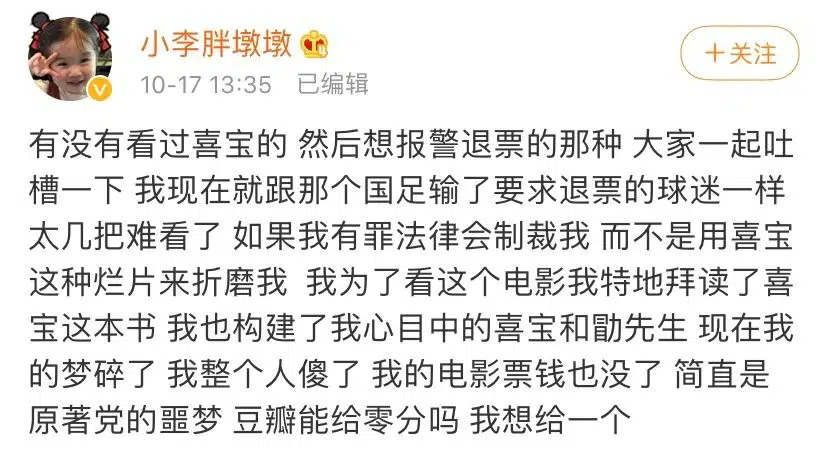 小李胖墩墩
+关注
10-17 13:35 已编辑
有没有看过喜宝的 然后想报警退票的那种 大家一起吐
槽一下 我现在就跟那个国足输了要求退票的球迷一样
太几把难看了 如果我有罪法律会制裁我 而不是用喜宝
这种烂片来折磨我 我为了看这个电影我特地拜读了喜
宝这本书 我也构建了我心目中的喜宝和勖先生 现在我
的梦碎了 我整个人傻了 我的电影票钱也没了 简直是
原著党的噩梦 豆瓣能给零分吗 我想给一个